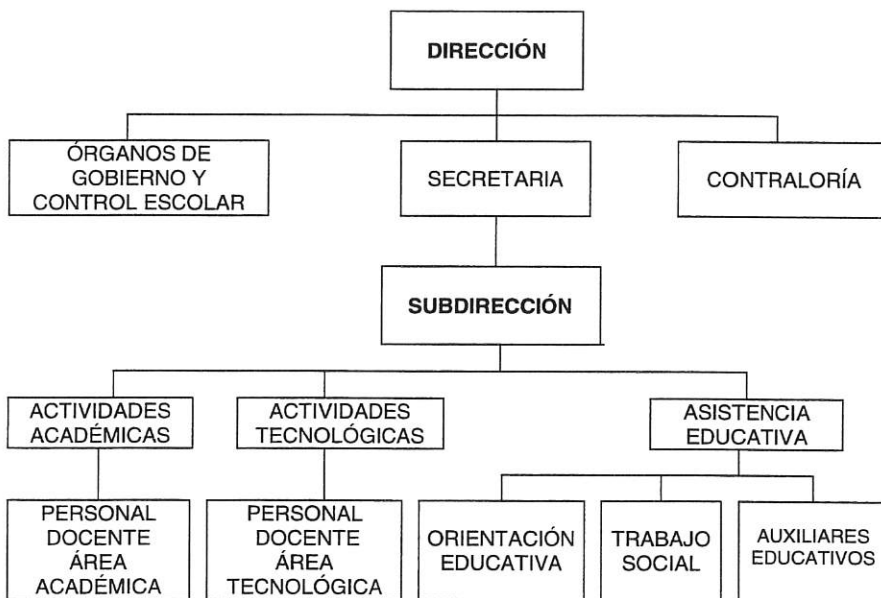 DIRECCIÓN
ÓRGANOS DE
GOBIERNO Y
CONTROL ESCOLAR
SECRETARIA
CONTRALORÍA
SUBDIRECCIÓN
ACTIVIDADES
ACADÉMICAS
ACTIVIDADES
TECNOLÓGICAS
ASISTENCIA
EDUCATIVA
PERSONAL
DOCENTE
ÁREA
ACADÉMICA
PERSONAL
DOCENTE
ÁREA
TECNOLÓGICA
ORIENTACIÓN
EDUCATIVA
TRABAJO
SOCIAL
AUXILIARES
EDUCATIVOS